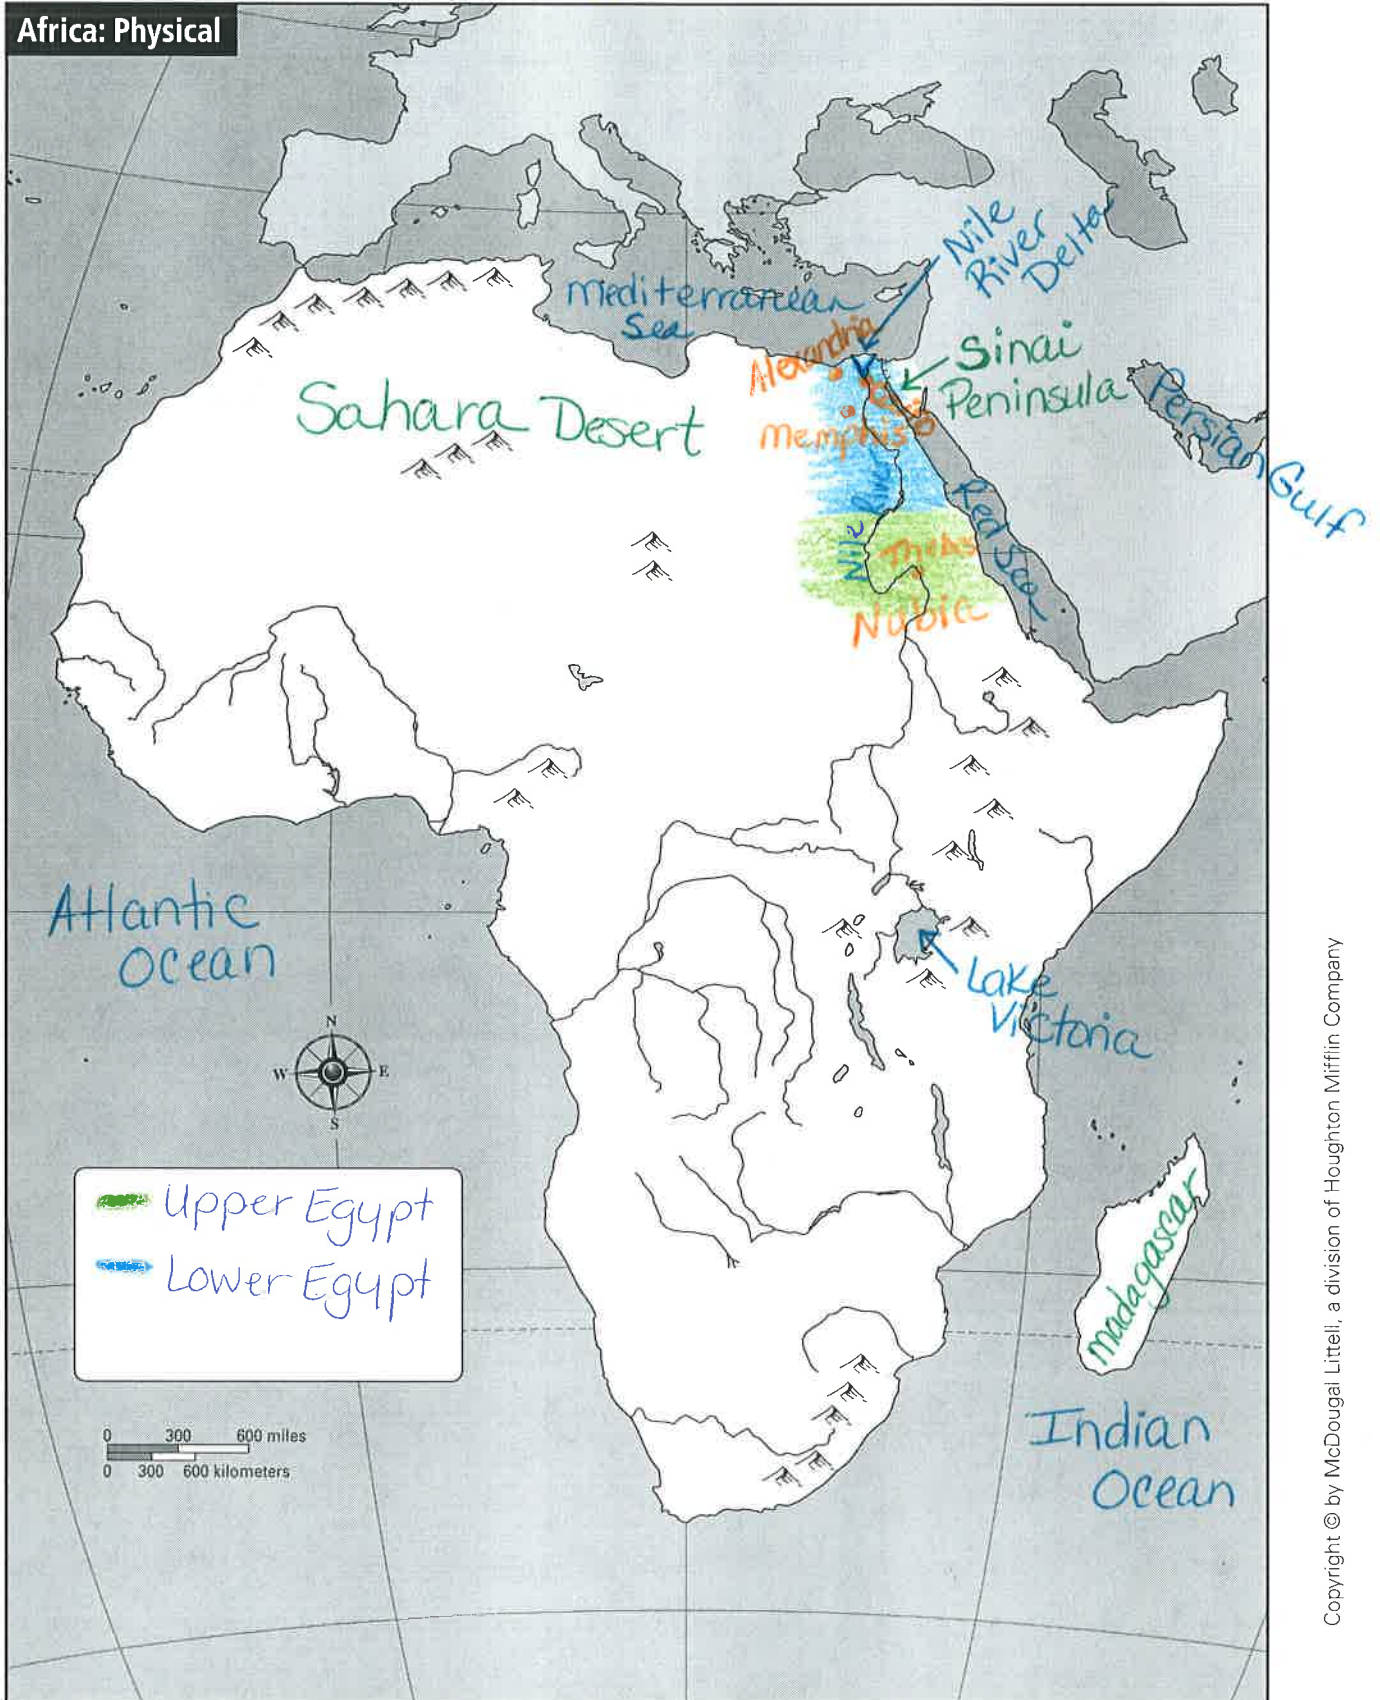 Africa: Physical
Nile
River
Delta
Mediterranean
Sea
Alexandria
Sinai
Peninsula
Persian Gulf
Sahara Desert
Memphis
Nile River
Red Sea
Thebes
Nubia
Atlantic
Ocean
Lake
Victoria
N
W
E
S
Upper Egypt
Lower Egypt
madagascar
0 300 600 miles
0 300 600 kilometers
Indian
Ocean
Copyright © by McDougal Littell, a division of Houghton Mifflin Company